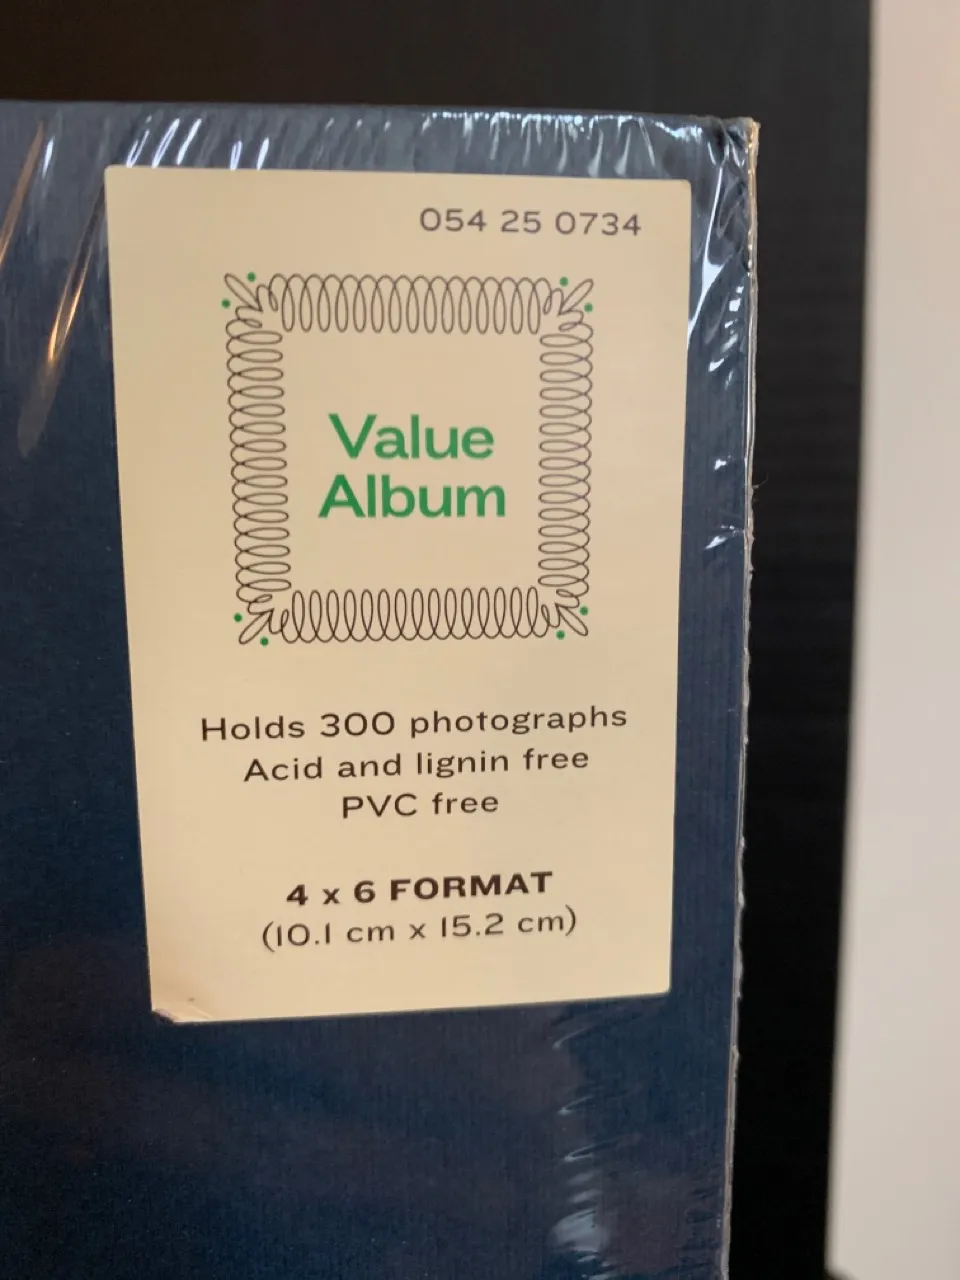 054 25 0734
Value
Album
Holds 300 photographs
Acid and lignin free
PVC free
4 x 6 FORMAT
(10.1 cm x 15.2 cm)